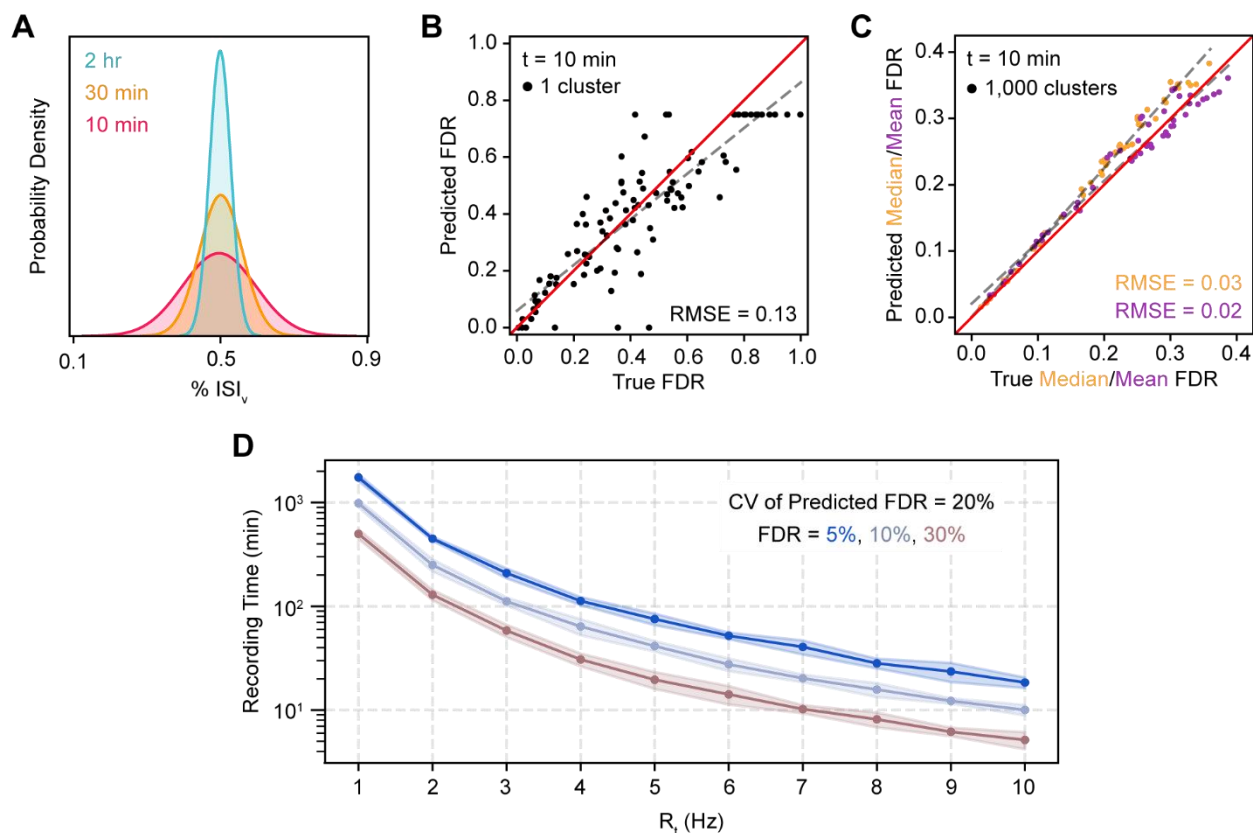 A
2 hr
30 min
10 min
Probability Density
0.1
0.5
0.9
% ISIv
B
t = 10 min
1 cluster
RMSE = 0.13
Predicted FDR
1.0
0.8
0.6
0.4
0.2
0.0
0.0 0.2 0.4 0.6 0.8 1.0
True FDR
C
t = 10 min
1,000 clusters
RMSE = 0.03
RMSE = 0.02
Predicted Median/Mean FDR
0.4
0.3
0.2
0.1
0.0
0.0 0.1 0.2 0.3 0.4
True Median/Mean FDR
D
CV of Predicted FDR = 20%
FDR = 5%, 10%, 30%
Recording Time (min)
10³
10²
10¹
1 2 3 4 5 6 7 8 9 10
Rt (Hz)